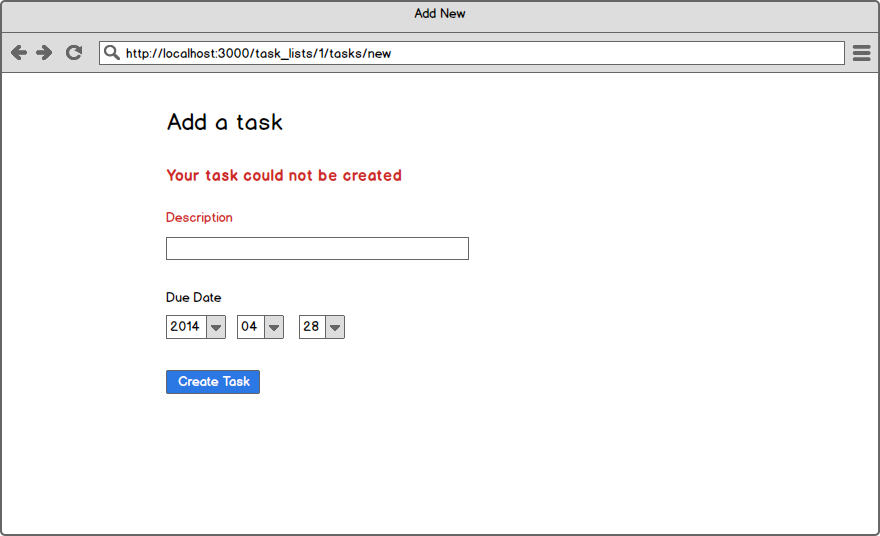 Add New
http://localhost:3000/task_lists/1/tasks/new
Add a task
Your task could not be created
Description
Due Date
2014 04 28
Create Task